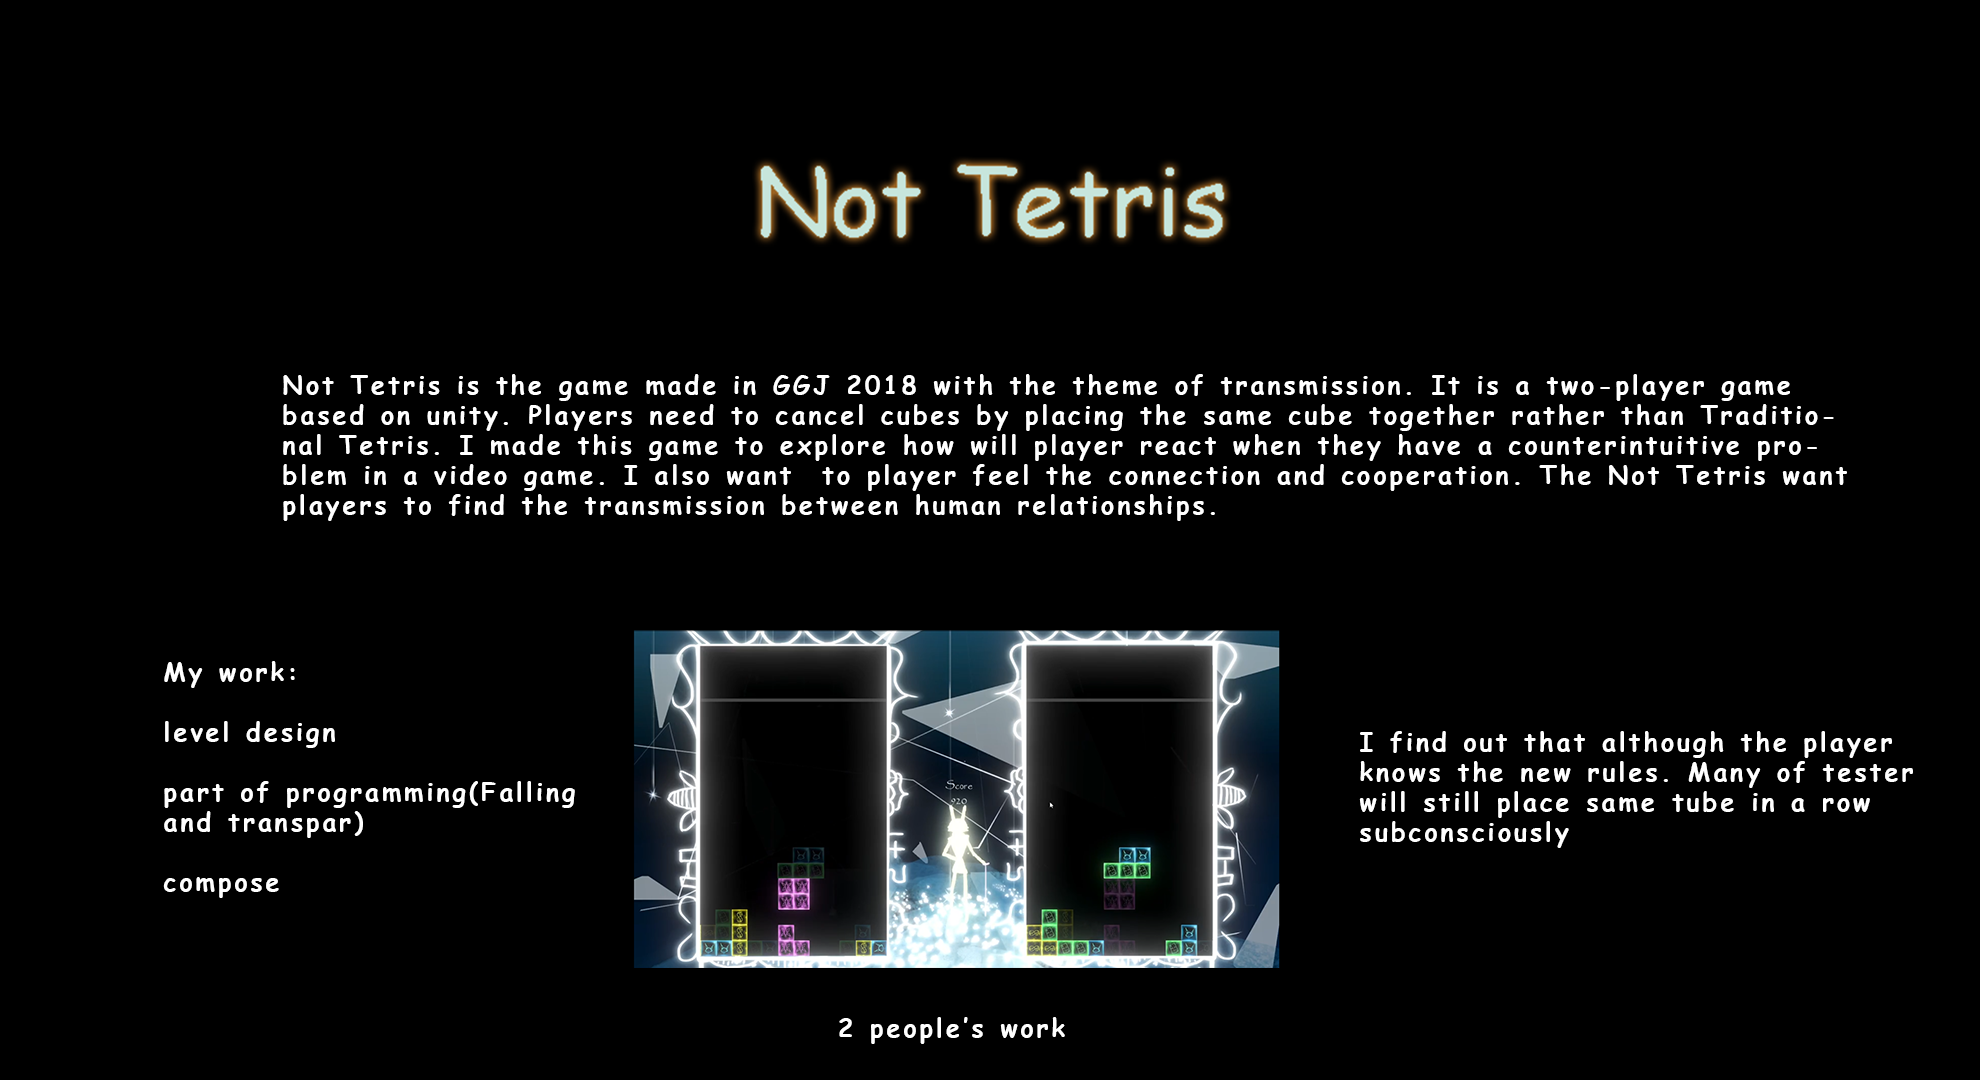 Not Tetris
Not Tetris is the game made in GGJ 2018 with the theme of transmission. It is a two-player game
based on unity. Players need to cancel cubes by placing the same cube together rather than Traditio-
nal Tetris. I made this game to explore how will player react when they have a counterintuitive pro-
blem in a video game. I also want  to player feel the connection and cooperation. The Not Tetris want
players to find the transmission between human relationships.
My work:
level design
part of programming(Falling
and transpar)
compose
Score
920
I find out that although the player
knows the new rules. Many of tester
will still place same tube in a row
subconsciously
2 people's work